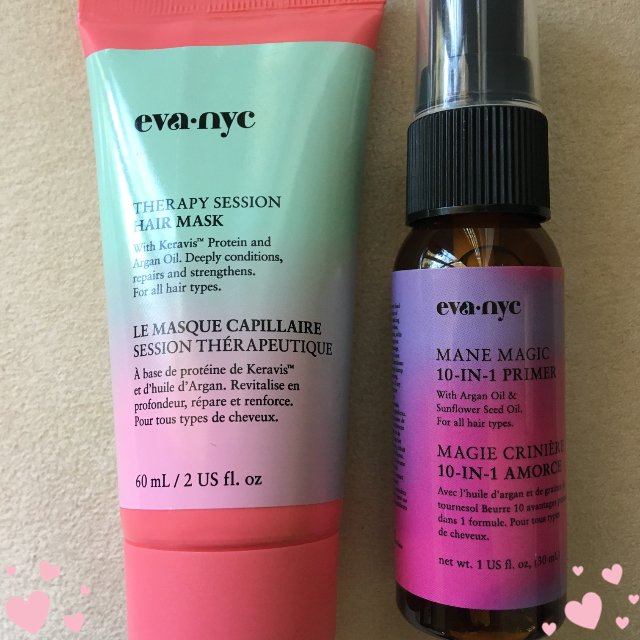 eva·nyc
THERAPY SESSION
HAIR MASK
With Keravis™ Protein and
Argan Oil. Deeply conditions,
repairs and strengthens.
For all hair types.
LE MASQUE CAPILLAIRE
SESSION THÉRAPEUTIQUE
À base de protéine de Keravis™
et d'huile d'Argan. Revitalise en
profondeur, répare et renforce.
Pour tous types de cheveux.
60 mL / 2 US fl. oz
eva·nyc
MANE MAGIC
10-IN-1 PRIMER
With Argan Oil &
Sunflower Seed Oil.
For all hair types.
MAGIE CRINIÈRE
10-IN-1 AMORCE
Avec l'huile d'argan et de graines
tournesol Beurre 10 avantages
dans 1 formule. Pour tous types
de cheveux.
net wt. 1 US fl. oz, (30 mL)